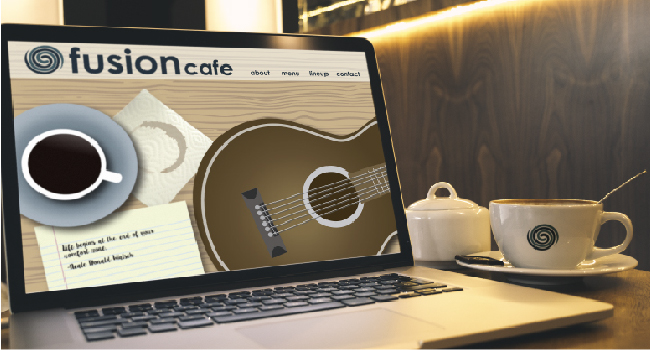 fusion cafe
about menu lineup contact
Life begins at the end of your
comfort zone.
-Neale Donald Walsch